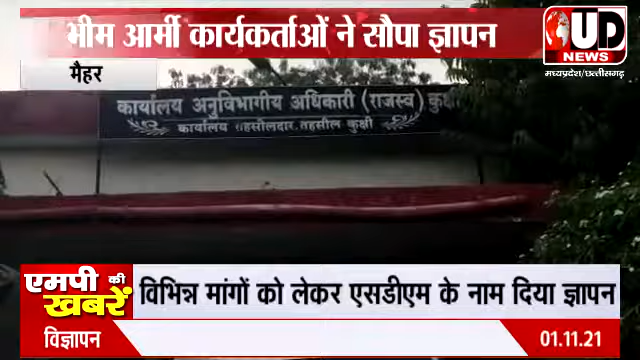 भीम आर्मी कार्यकर्ताओं ने सौपा ज्ञापन
UD
NEWS
मध्यप्रदेश/छत्तीसगढ़
मैहर
कार्यालय अनुविभागीय अधिकारी (राजस्व) कुक्षी
कार्यालय तहसीलदार तहसील कुक्षी
एमपी की
खबरें
विभिन्न मांगों को लेकर एसडीएम के नाम दिया ज्ञापन
विज्ञापन
01.11.21